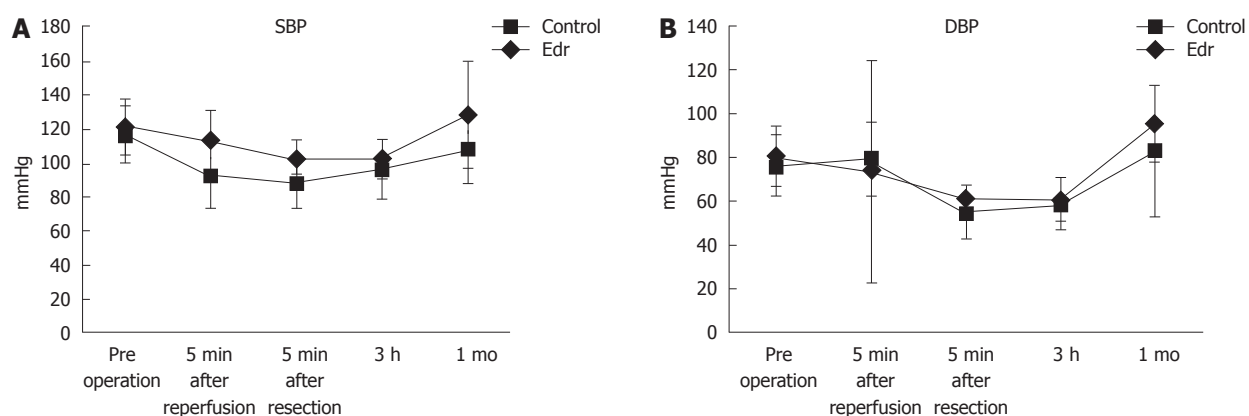 A
SBP
Control
Edr
mmHg
180
160
140
120
100
80
60
40
20
0
Pre
operation
5 min
after
reperfusion
5 min
after
resection
3 h
1 mo
B
DBP
Control
Edr
mmHg
140
120
100
80
60
40
20
0
Pre
operation
5 min
after
reperfusion
5 min
after
resection
3 h
1 mo